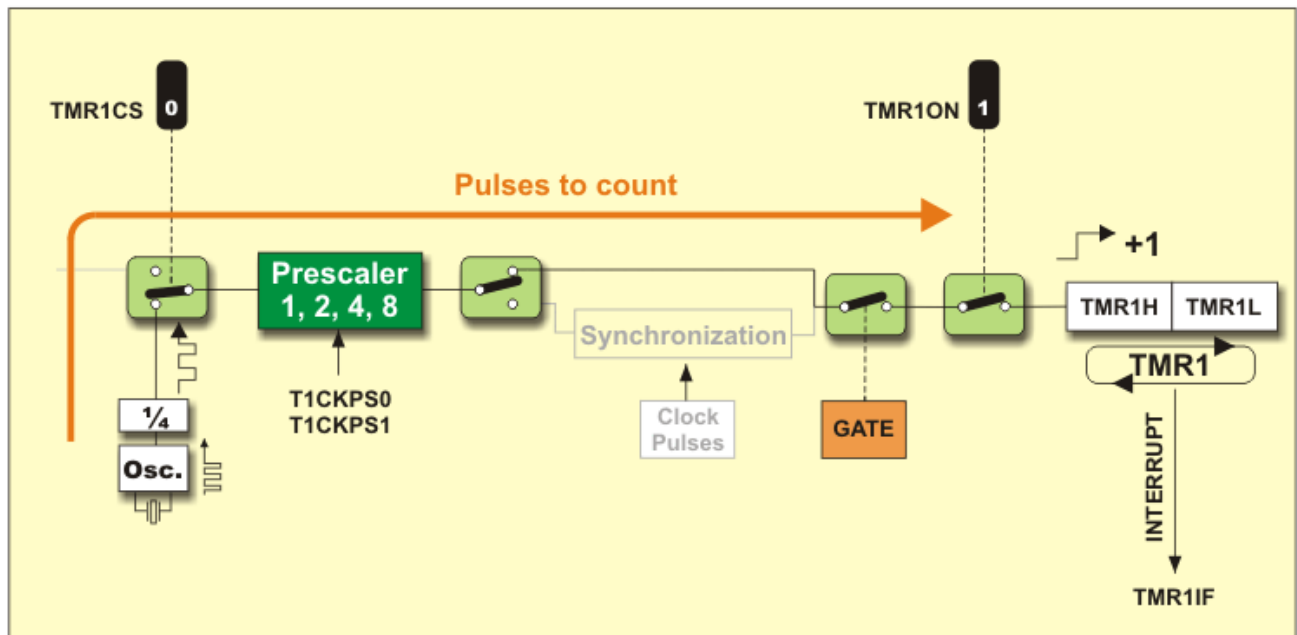 TMR1CS
0
TMR1ON
1
Pulses to count
+1
Prescaler
1, 2, 4, 8
TMR1H
TMR1L
Synchronization
TMR1
T1CKPS0
T1CKPS1
¼
Clock
Pulses
GATE
Osc.
INTERRUPT
TMR1IF